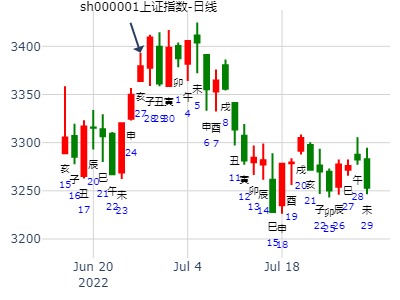 sh000001上证指数-日线
3400
3350
3300
3250
3200
亥
15
子
16
丑
17
辰
20
巳
21
午
22
未
23
申
24
亥
27
子
28
丑
29
寅
30
卯
1
午
4
未
5
申
6
酉
7
戌
8
丑
11
寅
12
卯
13
辰
14
巳
15
申
18
酉
19
戌
20
亥
21
子
22
卯
25
辰
26
巳
27
午
28
未
29
Jun 20
2022
Jul 4
Jul 18